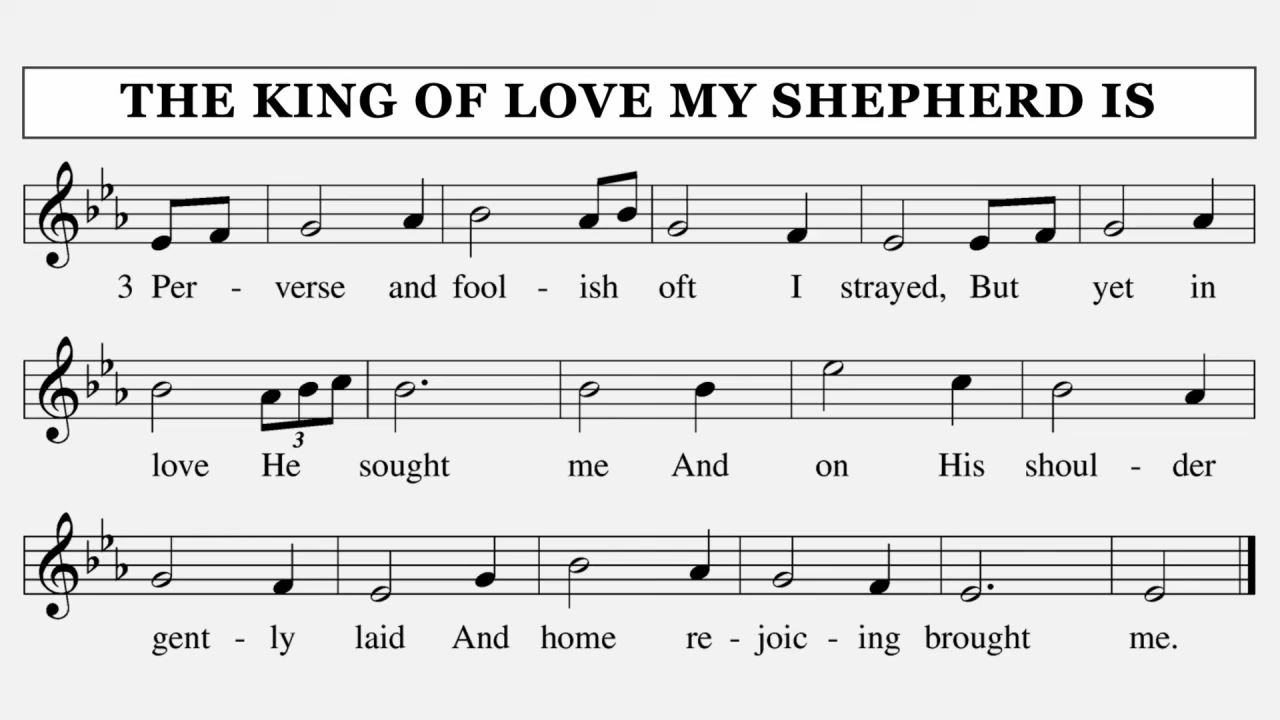 THE KING OF LOVE MY SHEPHERD IS
3 Per - verse and fool - ish oft I strayed, But yet in
3
love He sought me And on His shoul - der
gent - ly laid And home re - joic - ing brought me.